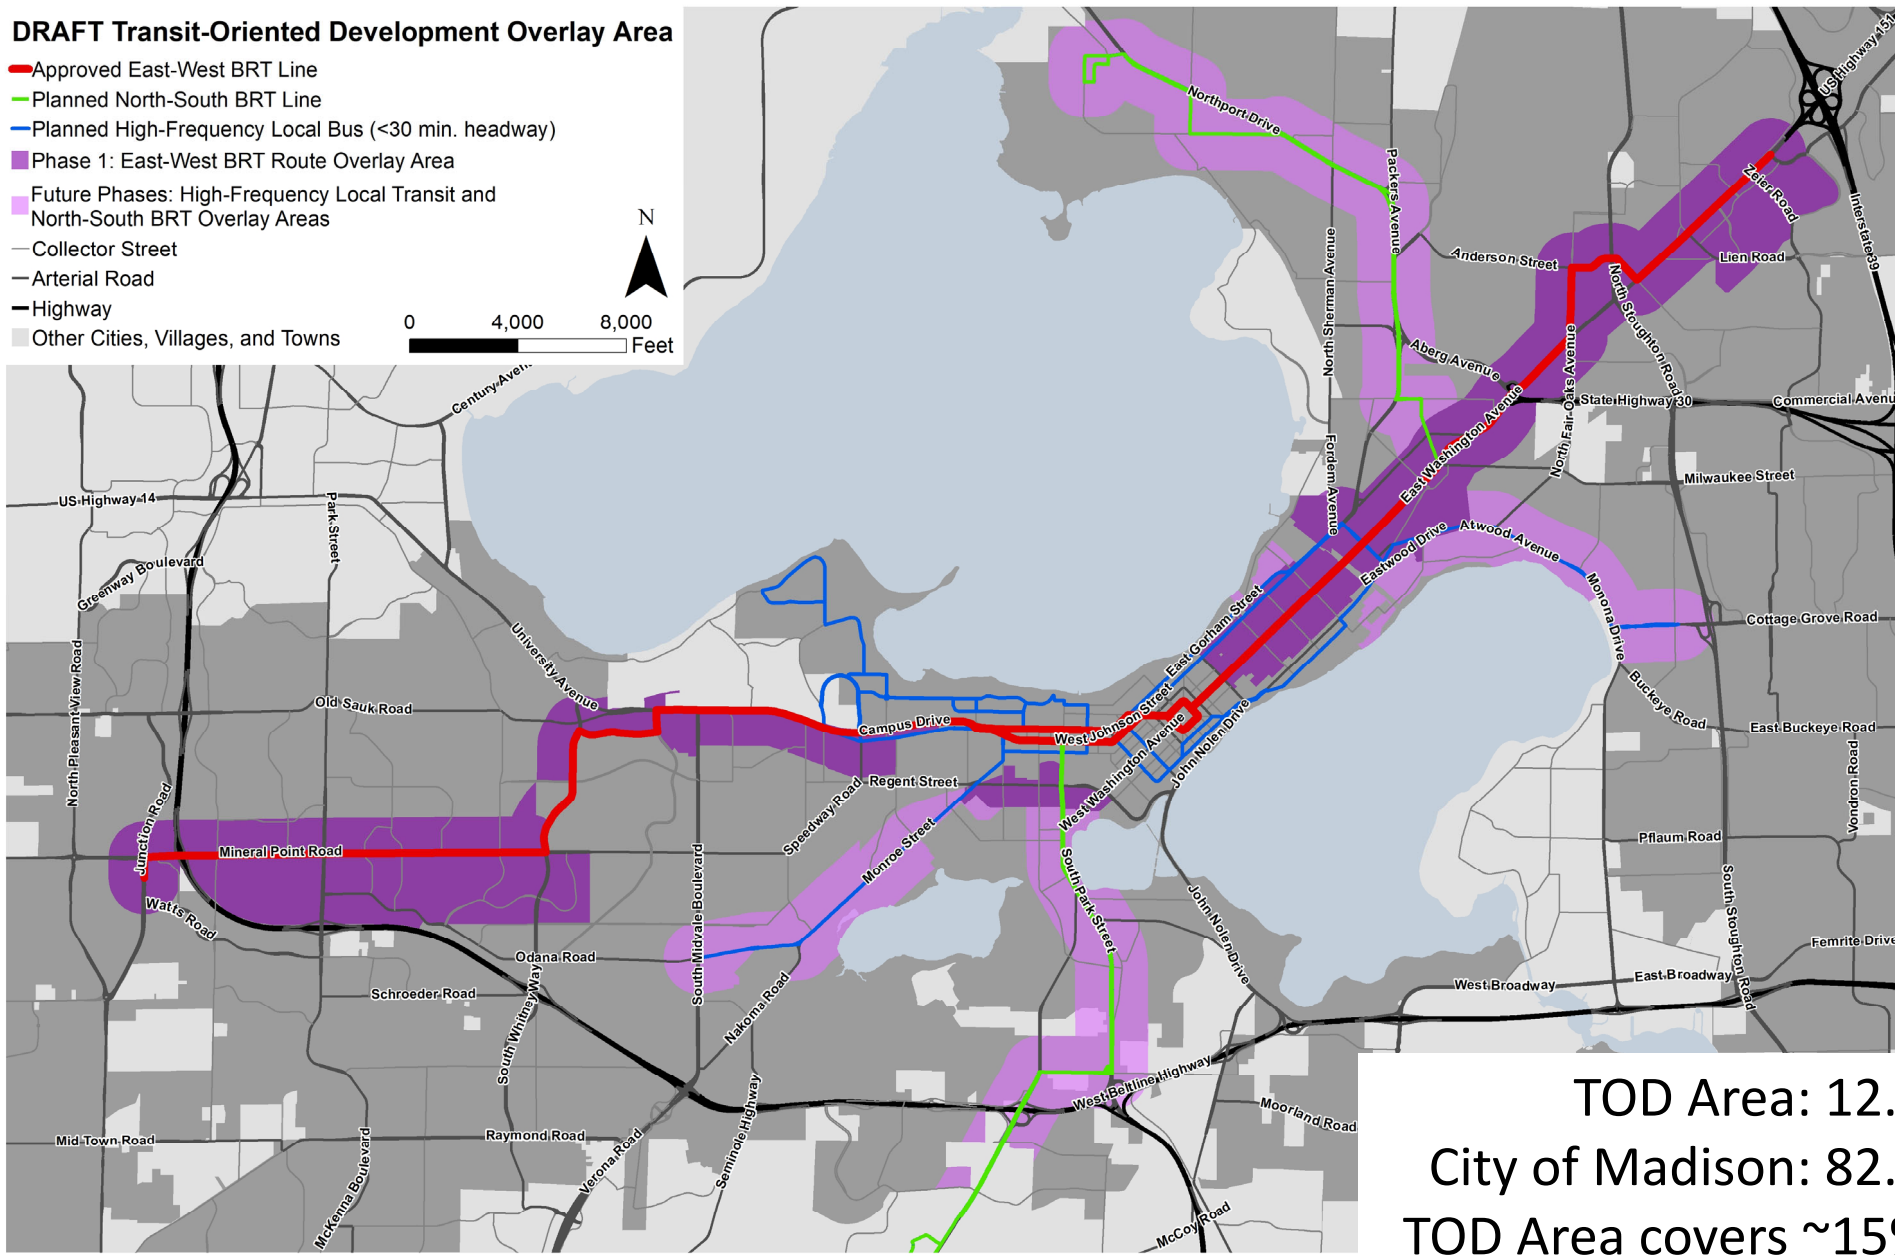 DRAFT Transit-Oriented Development Overlay Area
Approved East-West BRT Line
Planned North-South BRT Line
Planned High-Frequency Local Bus (<30 min. headway)
Phase 1: East-West BRT Route Overlay Area
Future Phases: High-Frequency Local Transit and
North-South BRT Overlay Areas
Collector Street
Arterial Road
Highway
Other Cities, Villages, and Towns
N
0 4,000 8,000
Feet
US Highway 151
Northport Drive
Packers Avenue
Zeier Road
Interstate 39
Anderson Street
Lien Road
North Sherman Avenue
North Stoughton Road
Aberg Avenue
North Fair Oaks Avenue
State Highway 30
Commercial Avenu
Century Aven
East Washington Avenue
Fordem Avenue
Milwaukee Street
US Highway 14
Park Street
Greenway Boulevard
Eastwood Drive
Atwood Avenue
Monona Drive
Cottage Grove Road
East Gorham Street
University Avenue
North Pleasant View Road
Old Sauk Road
Campus Drive
West Johnson Street
West Washington Avenue
John Nolen Drive
Buckeye Road
East Buckeye Road
Vondron Road
Junction Road
Mineral Point Road
Regent Street
Speedway Road
Monroe Street
Pflaum Road
South Park Street
South Midvale Boulevard
Watts Road
John Nolen Drive
South Stoughton Road
Femrite Drive
Odana Road
Schroeder Road
South Whitney Way
Nakoma Road
West Broadway
East Broadway
West Beltline Highway
Moorland Road
Seminole Highway
Mid Town Road
McKenna Boulevard
Raymond Road
Verona Road
McCoy Road
TOD Area: 12.
City of Madison: 82.
TOD Area covers ~159